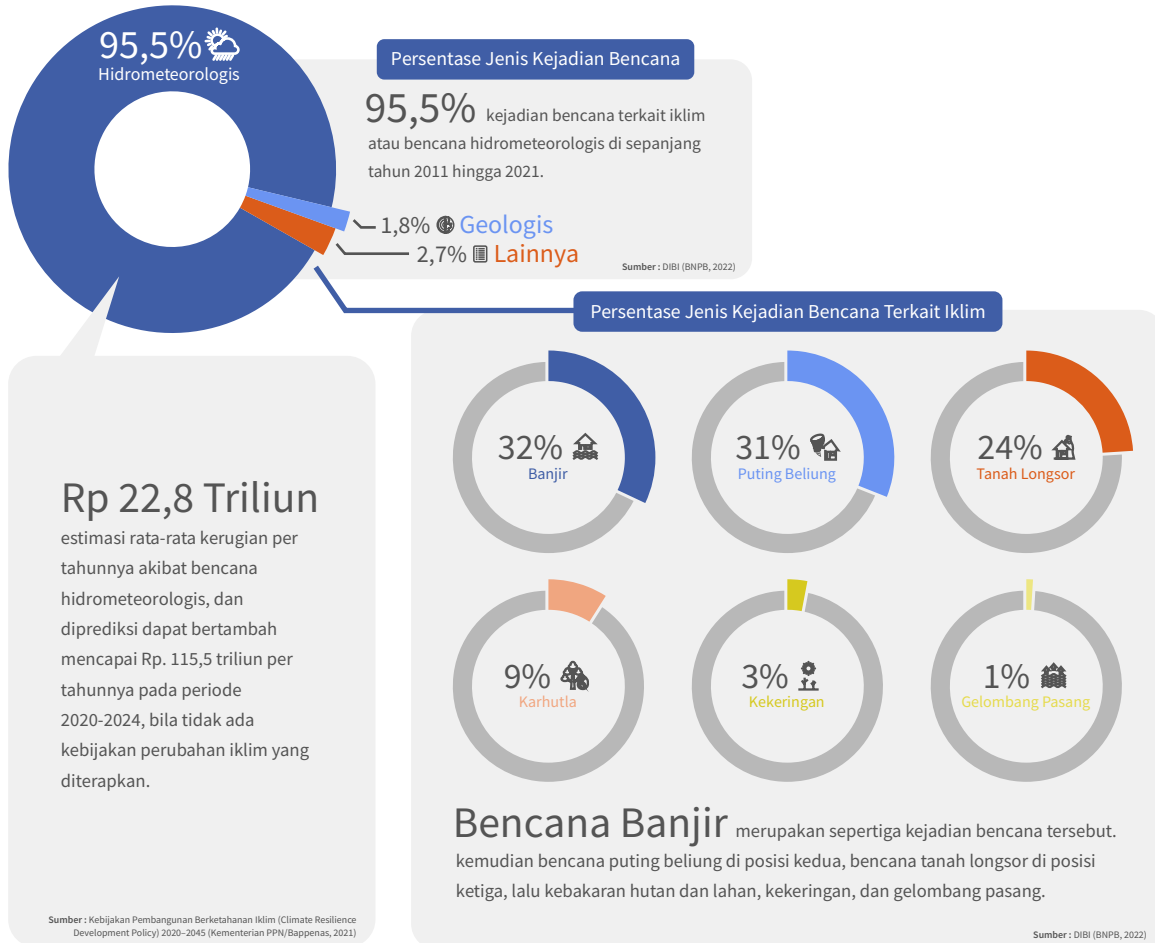 95,5%
Hidrometeorologis
Persentase Jenis Kejadian Bencana
95,5% kejadian bencana terkait iklim
atau bencana hidrometeorologis di sepanjang
tahun 2011 hingga 2021.
1,8% Geologis
2,7% Lainnya
Sumber : DIBI (BNPB, 2022)
Rp 22,8 Triliun
estimasi rata-rata kerugian per
tahunnya akibat bencana
hidrometeorologis, dan
diprediksi dapat bertambah
mencapai Rp. 115,5 triliun per
tahunnya pada periode
2020-2024, bila tidak ada
kebijakan perubahan iklim yang
diterapkan.
Sumber : Kebijakan Pembangunan Berketahanan Iklim (Climate Resilience
Development Policy) 2020–2045 (Kementerian PPN/Bappenas, 2021)
Persentase Jenis Kejadian Bencana Terkait Iklim
32%
Banjir
31%
Puting Beliung
24%
Tanah Longsor
9%
Karhutla
3%
Kekeringan
1%
Gelombang Pasang
Bencana Banjir merupakan sepertiga kejadian bencana tersebut.
kemudian bencana puting beliung di posisi kedua, bencana tanah longsor di posisi
ketiga, lalu kebakaran hutan dan lahan, kekeringan, dan gelombang pasang.
Sumber : DIBI (BNPB, 2022)